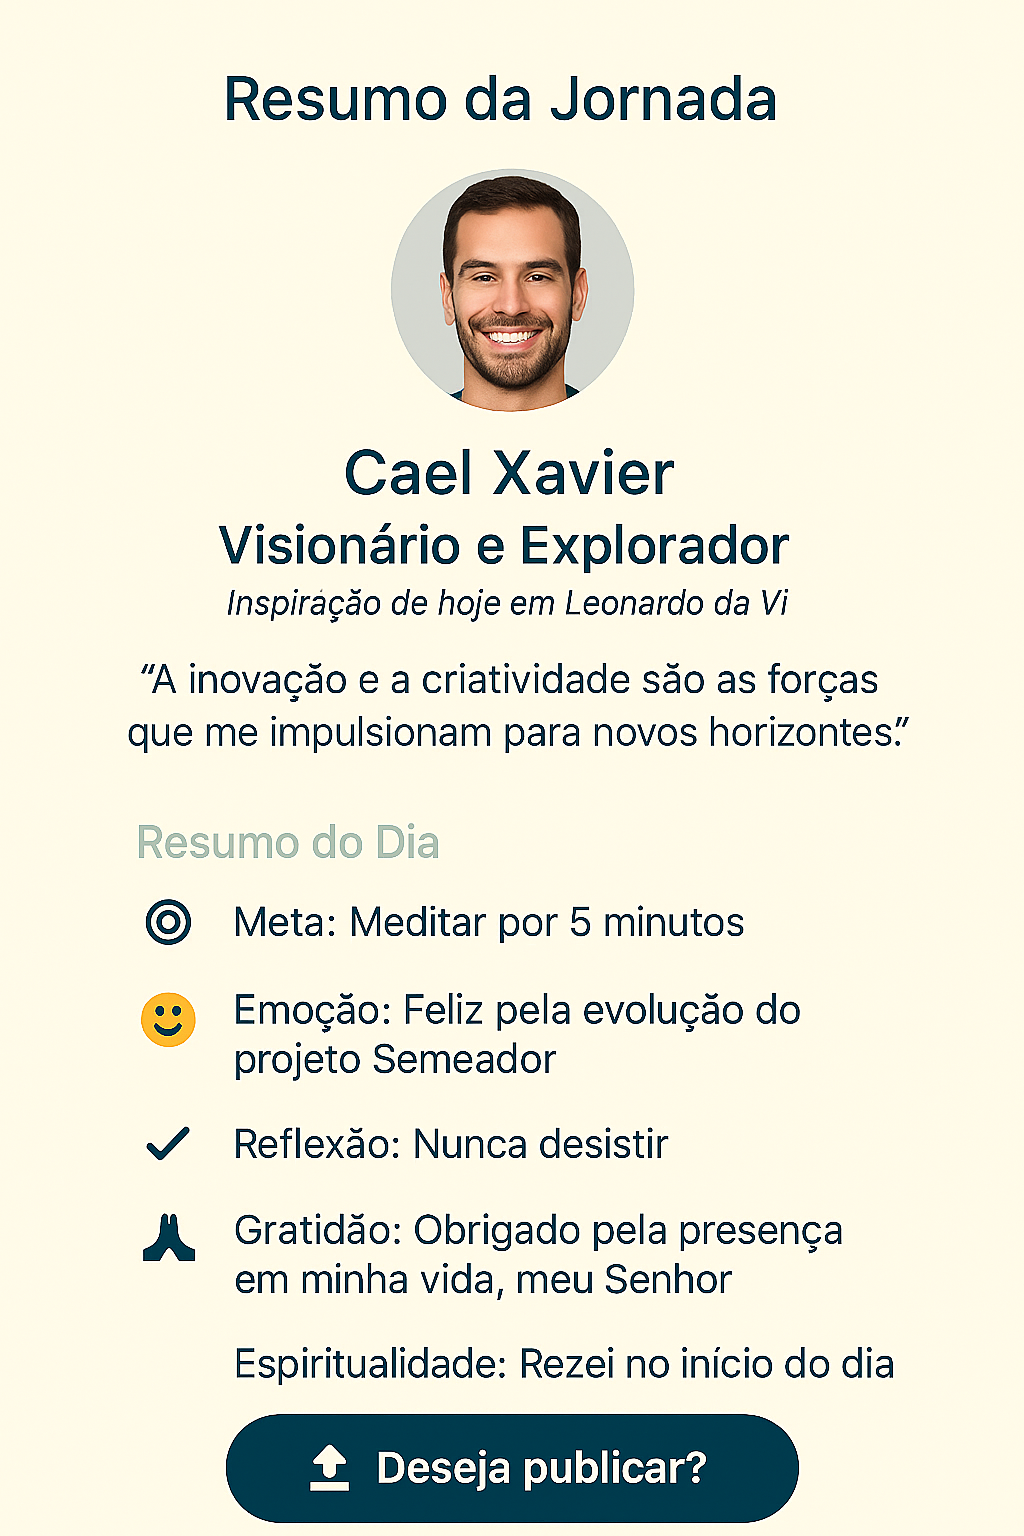 Resumo da Jornada
Cael Xavier
Visionário e Explorador
Inspiração de hoje em Leonardo da Vi
“A inovação e a criatividade são as forças
que me impulsionam para novos horizontes.”
Resumo do Dia
Meta: Meditar por 5 minutos
Emoção: Feliz pela evolução do
projeto Semeador
Reflexão: Nunca desistir
Gratidão: Obrigado pela presença
em minha vida, meu Senhor
Espiritualidade: Rezei no início do dia
Deseja publicar?